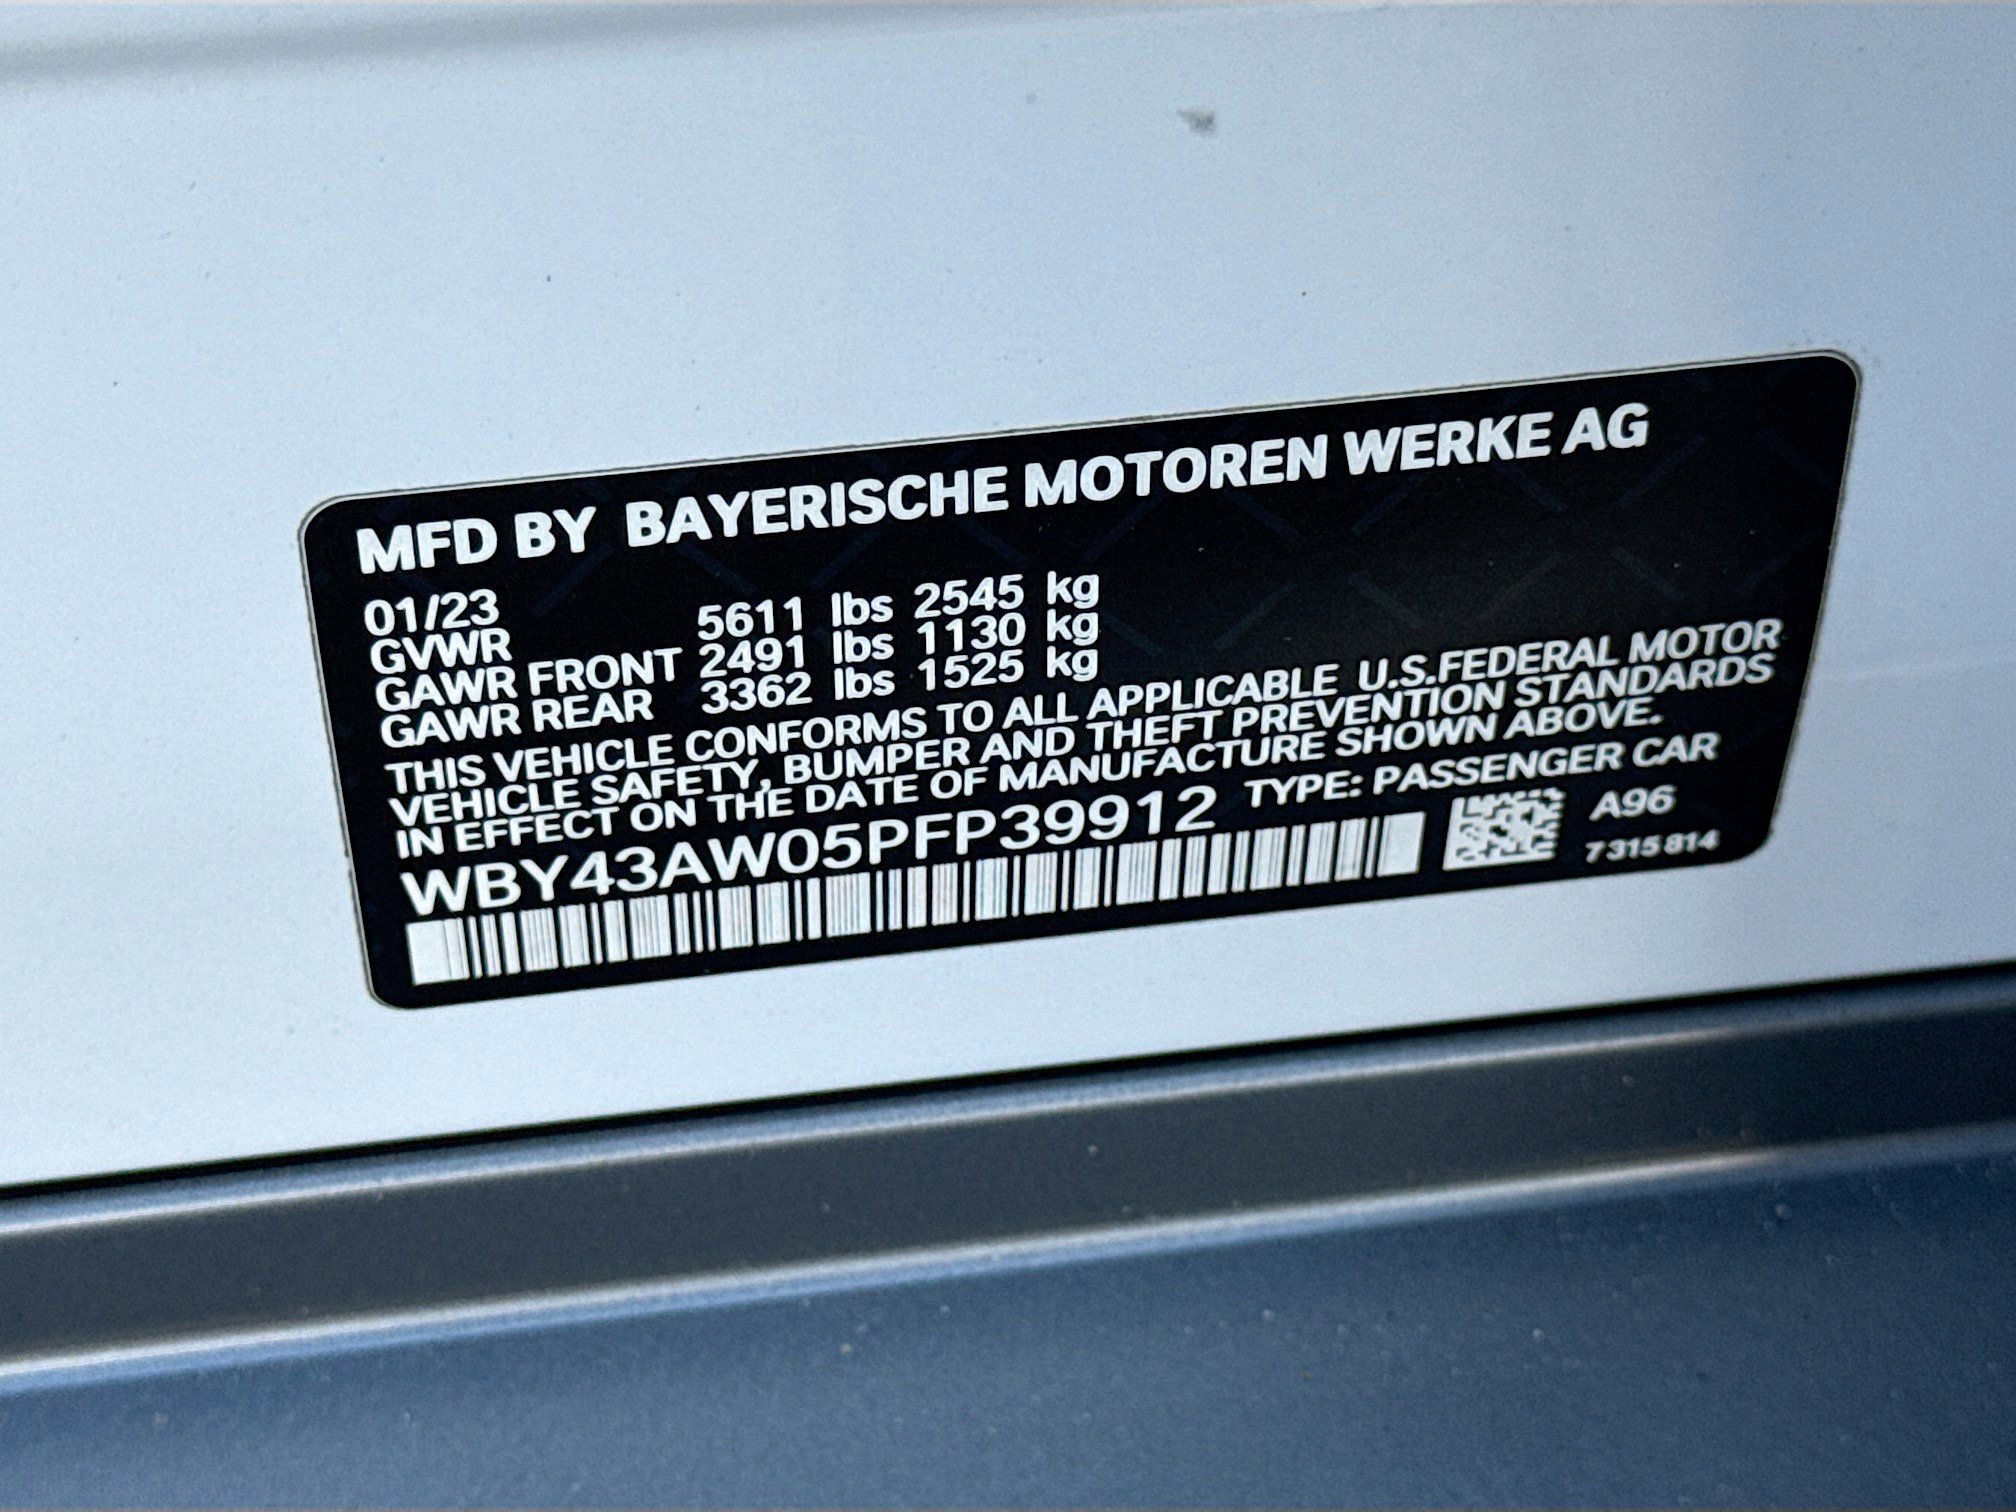 MFD BY BAYERISCHE MOTOREN WERKE AG
01/23
GVWR 5611 lbs 2545 kg
GAWR FRONT 2491 lbs 1130 kg
GAWR REAR 3362 lbs 1525 kg
THIS VEHICLE CONFORMS TO ALL APPLICABLE U.S.FEDERAL MOTOR
VEHICLE SAFETY, BUMPER AND THEFT PREVENTION STANDARDS
IN EFFECT ON THE DATE OF MANUFACTURE SHOWN ABOVE.
WBY43AW05PFP39912 TYPE: PASSENGER CAR
A96
7 315 814